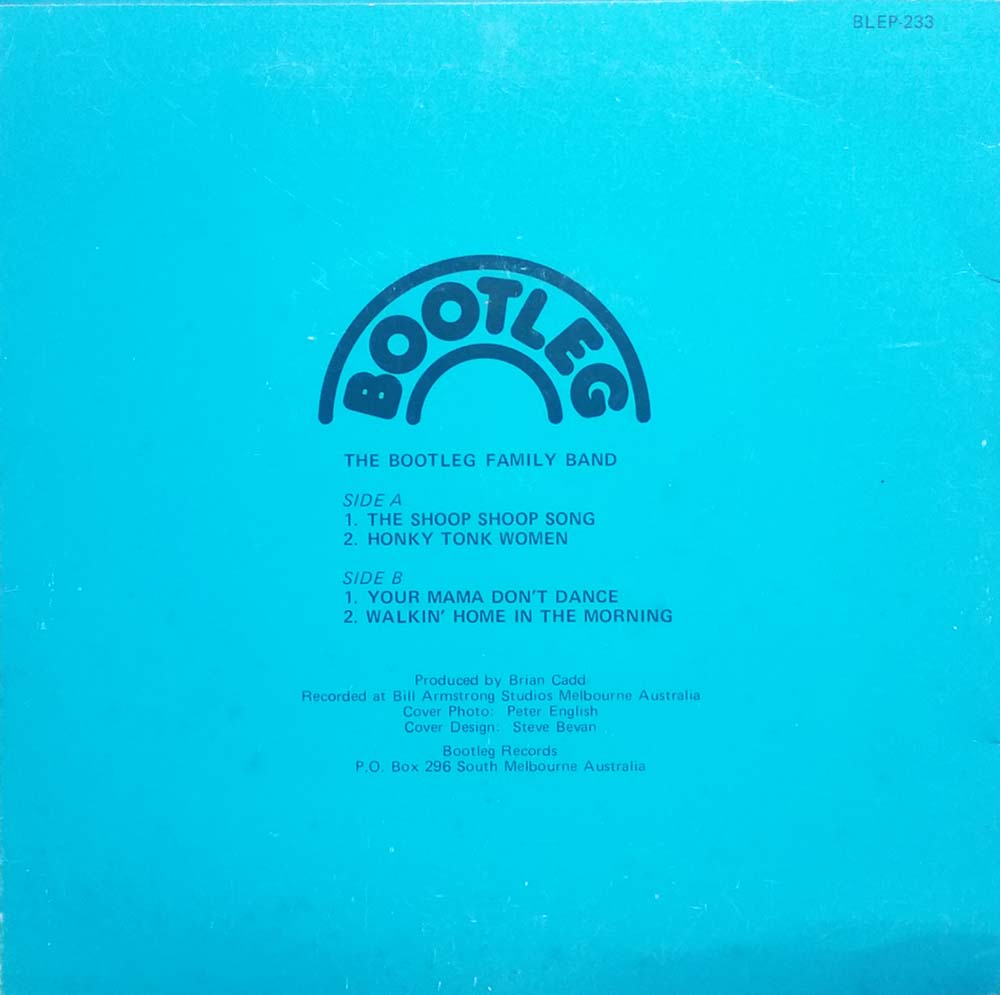 BLEP-233
BOOTLEG
THE BOOTLEG FAMILY BAND
SIDE A
1. THE SHOOP SHOOP SONG
2. HONKY TONK WOMEN
SIDE B
1. YOUR MAMA DON'T DANCE
2. WALKIN' HOME IN THE MORNING
Produced by Brian Cadd
Recorded at Bill Armstrong Studios Melbourne Australia
Cover Photo: Peter English
Cover Design: Steve Bevan
Bootleg Records
P.O. Box 296 South Melbourne Australia